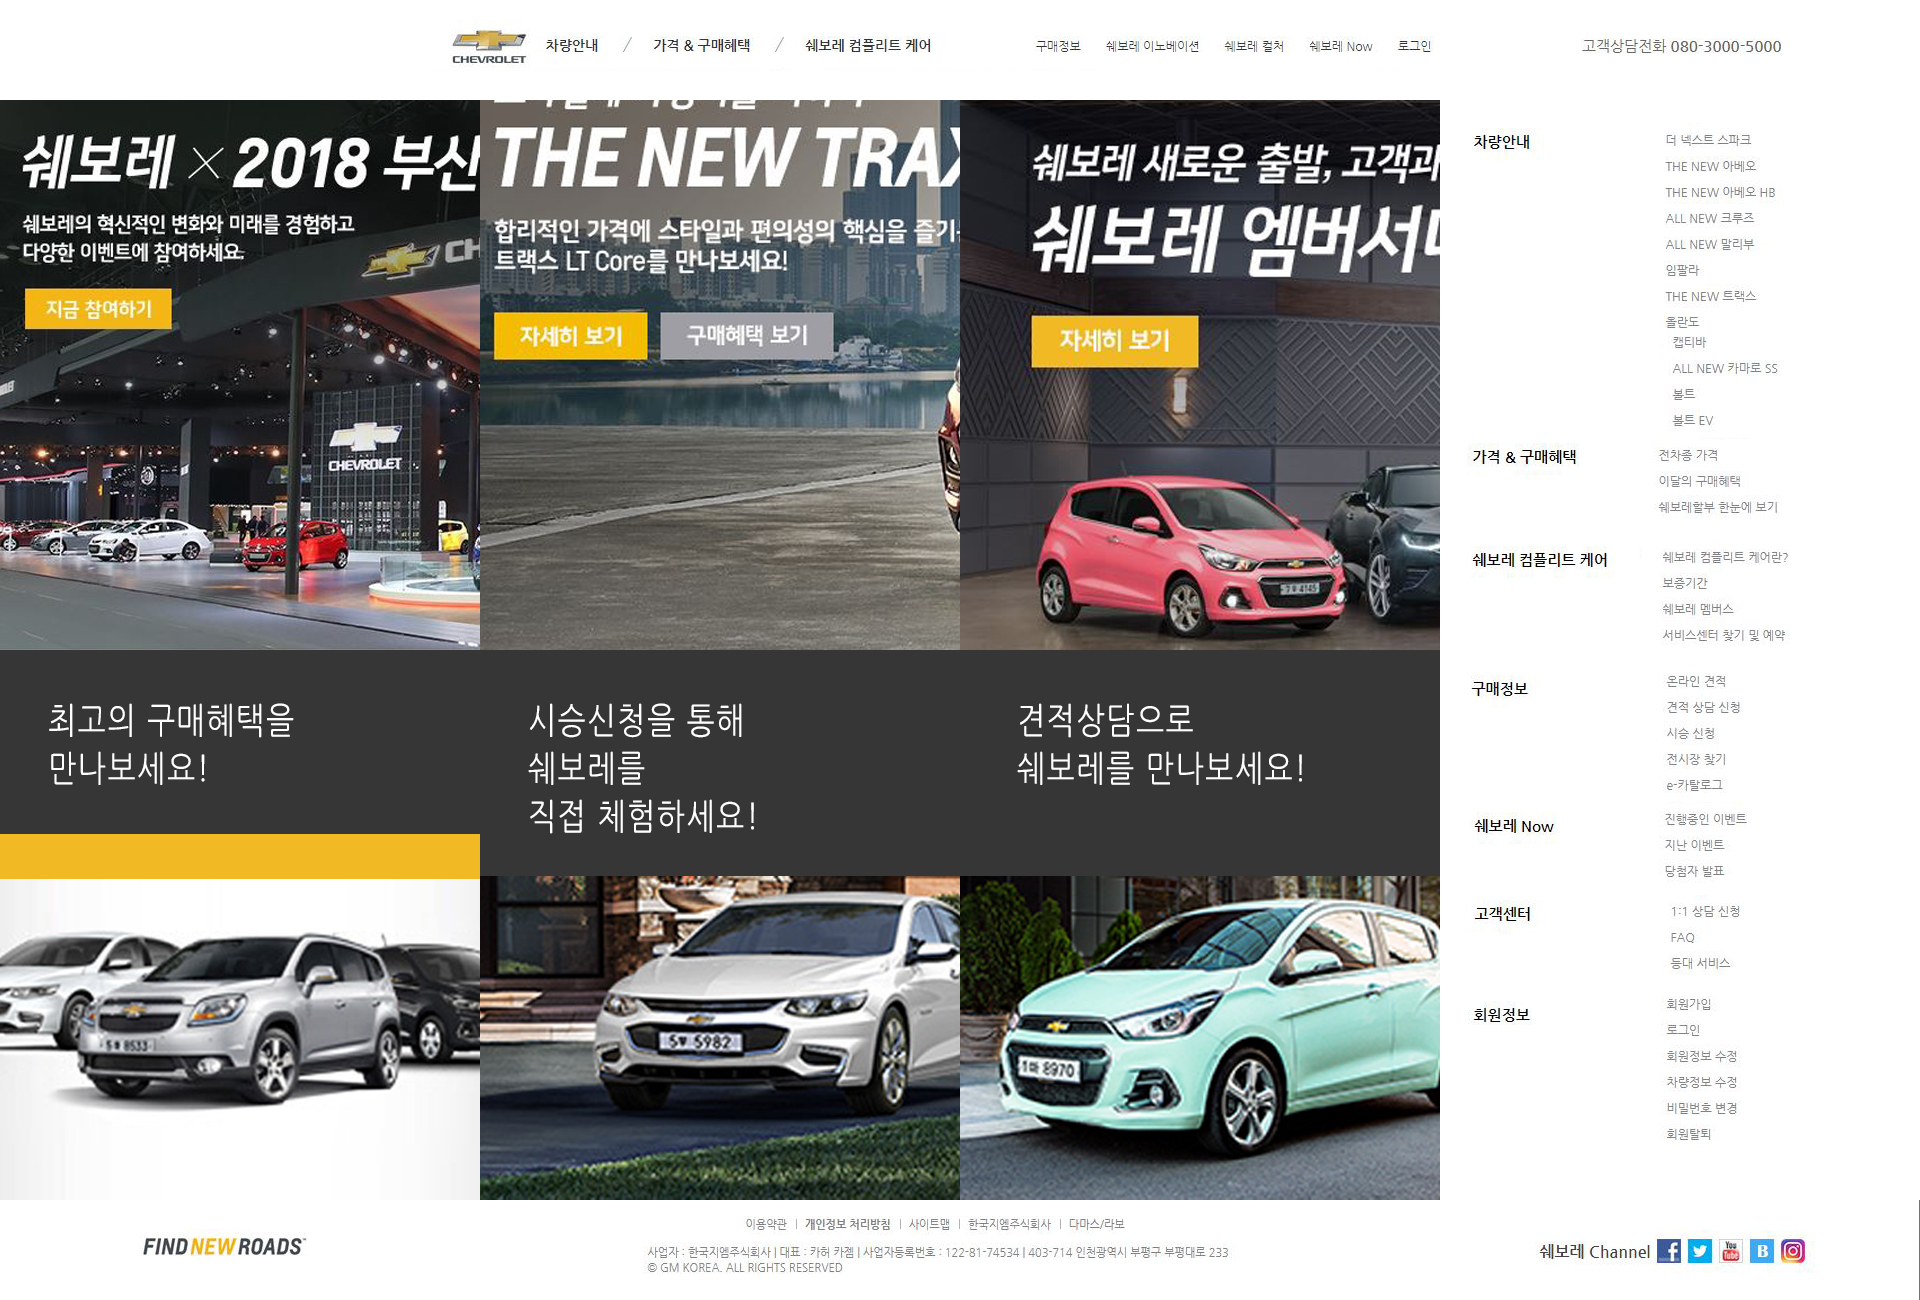 CHEVROLET
차량안내 / 가격 & 구매혜택 / 쉐보레 컴플리트 케어
구매정보 쉐보레 이노베이션 쉐보레 컬처 쉐보레 Now 로그인
고객상담전화 080-3000-5000
쉐보레 × 2018 부산
쉐보레의 혁신적인 변화와 미래를 경험하고
다양한 이벤트에 참여하세요.
지금 참여하기
CHEVROLET
THE NEW TRAX
합리적인 가격에 스타일과 편의성의 핵심을 즐기
트랙스 LT Core를 만나보세요!
자세히 보기 구매혜택 보기
쉐보레 새로운 출발, 고객과
쉐보레 엠버서
자세히 보기
최고의 구매혜택을
만나보세요!
5부 8533
시승신청을 통해
쉐보레를
직접 체험하세요!
5부 5982
견적상담으로
쉐보레를 만나보세요!
1마 8970
차량안내
더 넥스트 스파크
THE NEW 아베오
THE NEW 아베오 HB
ALL NEW 크루즈
ALL NEW 말리부
임팔라
THE NEW 트랙스
올란도
캡티바
ALL NEW 카마로 SS
볼트
볼트 EV
가격 & 구매혜택
전차종 가격
이달의 구매혜택
쉐보레할부 한눈에 보기
쉐보레 컴플리트 케어
쉐보레 컴플리트 케어란?
보증기간
쉐보레 멤버스
서비스센터 찾기 및 예약
구매정보
온라인 견적
견적 상담 신청
시승 신청
전시장 찾기
e-카탈로그
쉐보레 Now
진행중인 이벤트
지난 이벤트
당첨자 발표
고객센터
1:1 상담 신청
FAQ
등대 서비스
회원정보
회원가입
로그인
회원정보 수정
차량정보 수정
비밀번호 변경
회원탈퇴
FIND NEW ROADS™
이용약관 | 개인정보 처리방침 | 사이트맵 | 한국지엠주식회사 | 다마스/라보
사업자 : 한국지엠주식회사 | 대표 : 카허 카젬 | 사업자등록번호 : 122-81-74534 | 403-714 인천광역시 부평구 부평대로 233
© GM KOREA. ALL RIGHTS RESERVED
쉐보레 Channel
You Tube